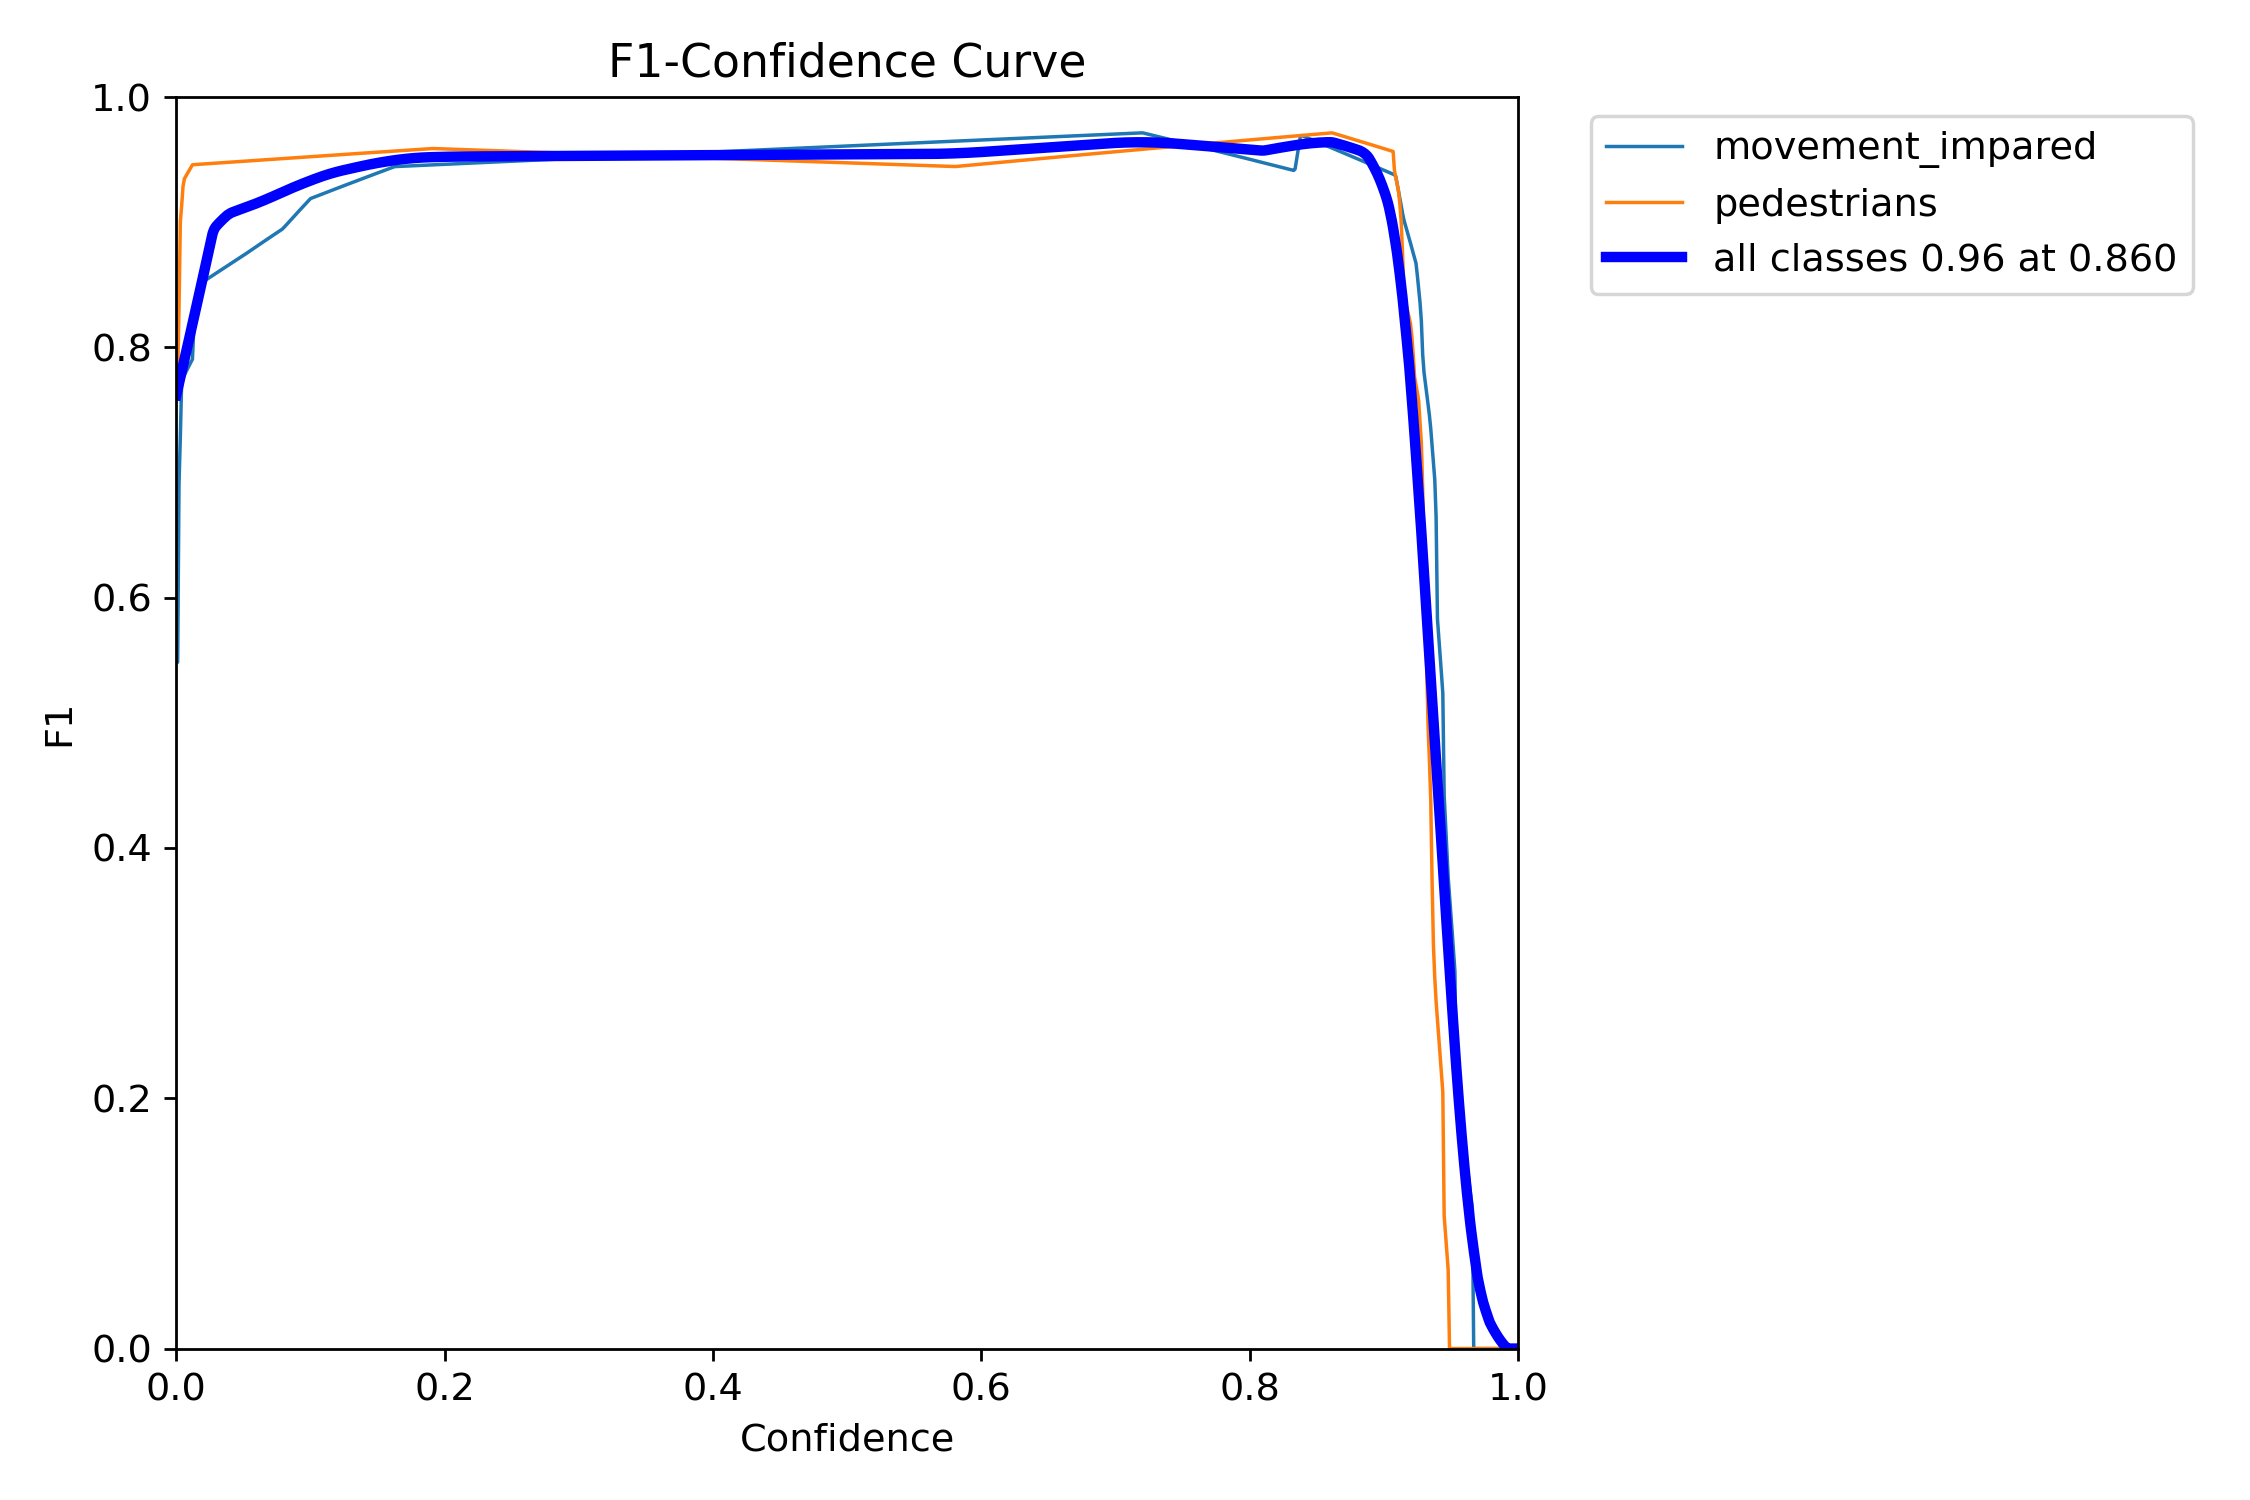 F1-Confidence Curve
movement_impared
pedestrians
all classes 0.96 at 0.860
1.0
0.8
0.6
0.4
0.2
0.0
F1
0.0 0.2 0.4 0.6 0.8 1.0
Confidence